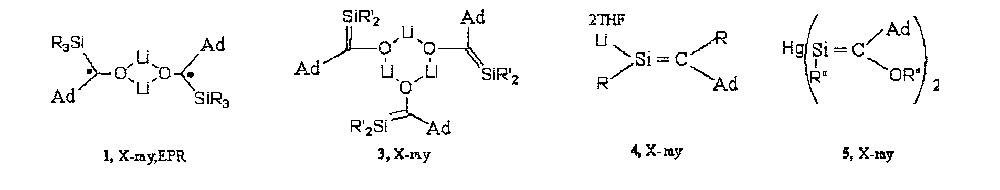 R₃Si Ad Li O O Li Ad SiR₃
1, X-ray,EPR
SiR'₂ Ad Li O O Ad Li Li SiR'₂ O R'₂Si Ad
3, X-ray
2THF Li R Si = C R Ad
4, X-ray
Hg Si = C Ad R" OR" 2
5, X-ray